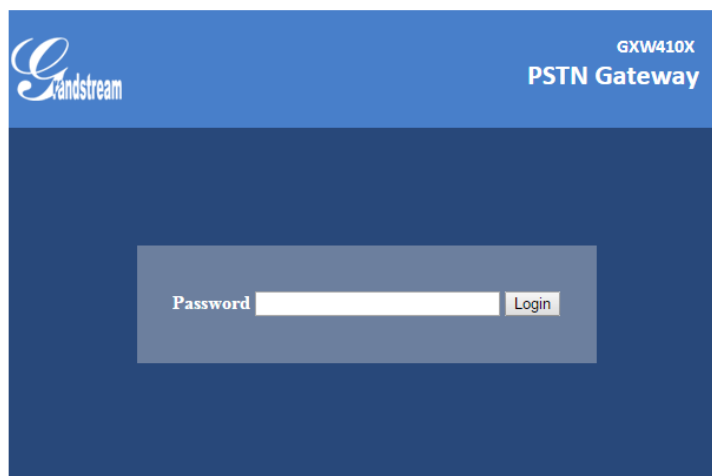 Grandstream
GXW410X
PSTN Gateway
Password
Login